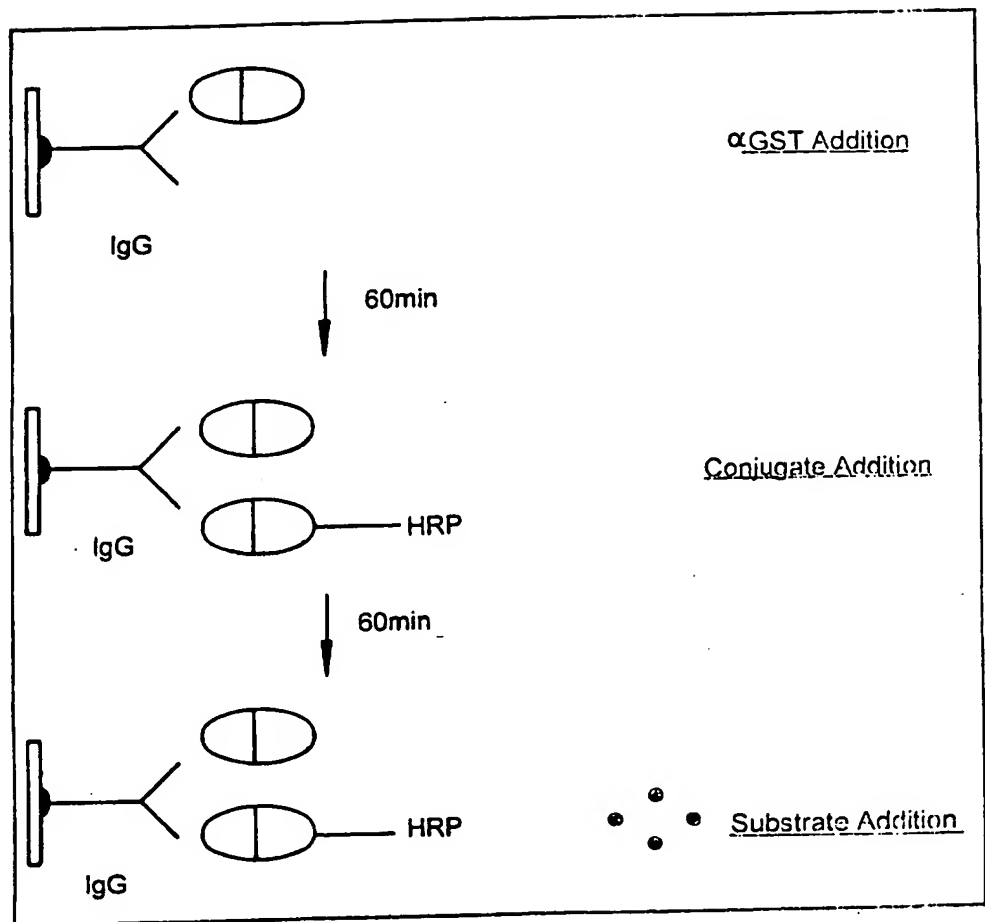 αGST Addition
IgG
60min
Conjugate Addition
HRP
IgG
60min
HRP
Substrate Addition
IgG